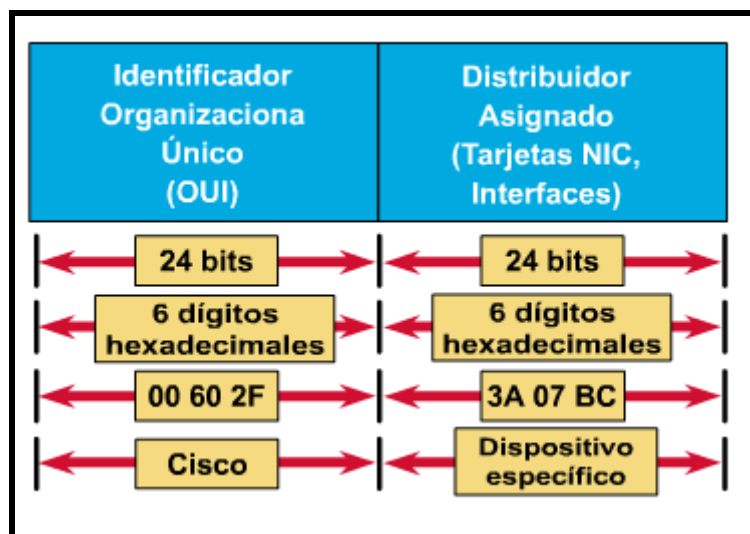 Identificador
Organizaciona
Único
(OUI)
Distribuidor
Asignado
(Tarjetas NIC,
Interfaces)
24 bits
24 bits
6 dígitos
hexadecimales
6 dígitos
hexadecimales
00 60 2F
3A 07 BC
Cisco
Dispositivo
específico